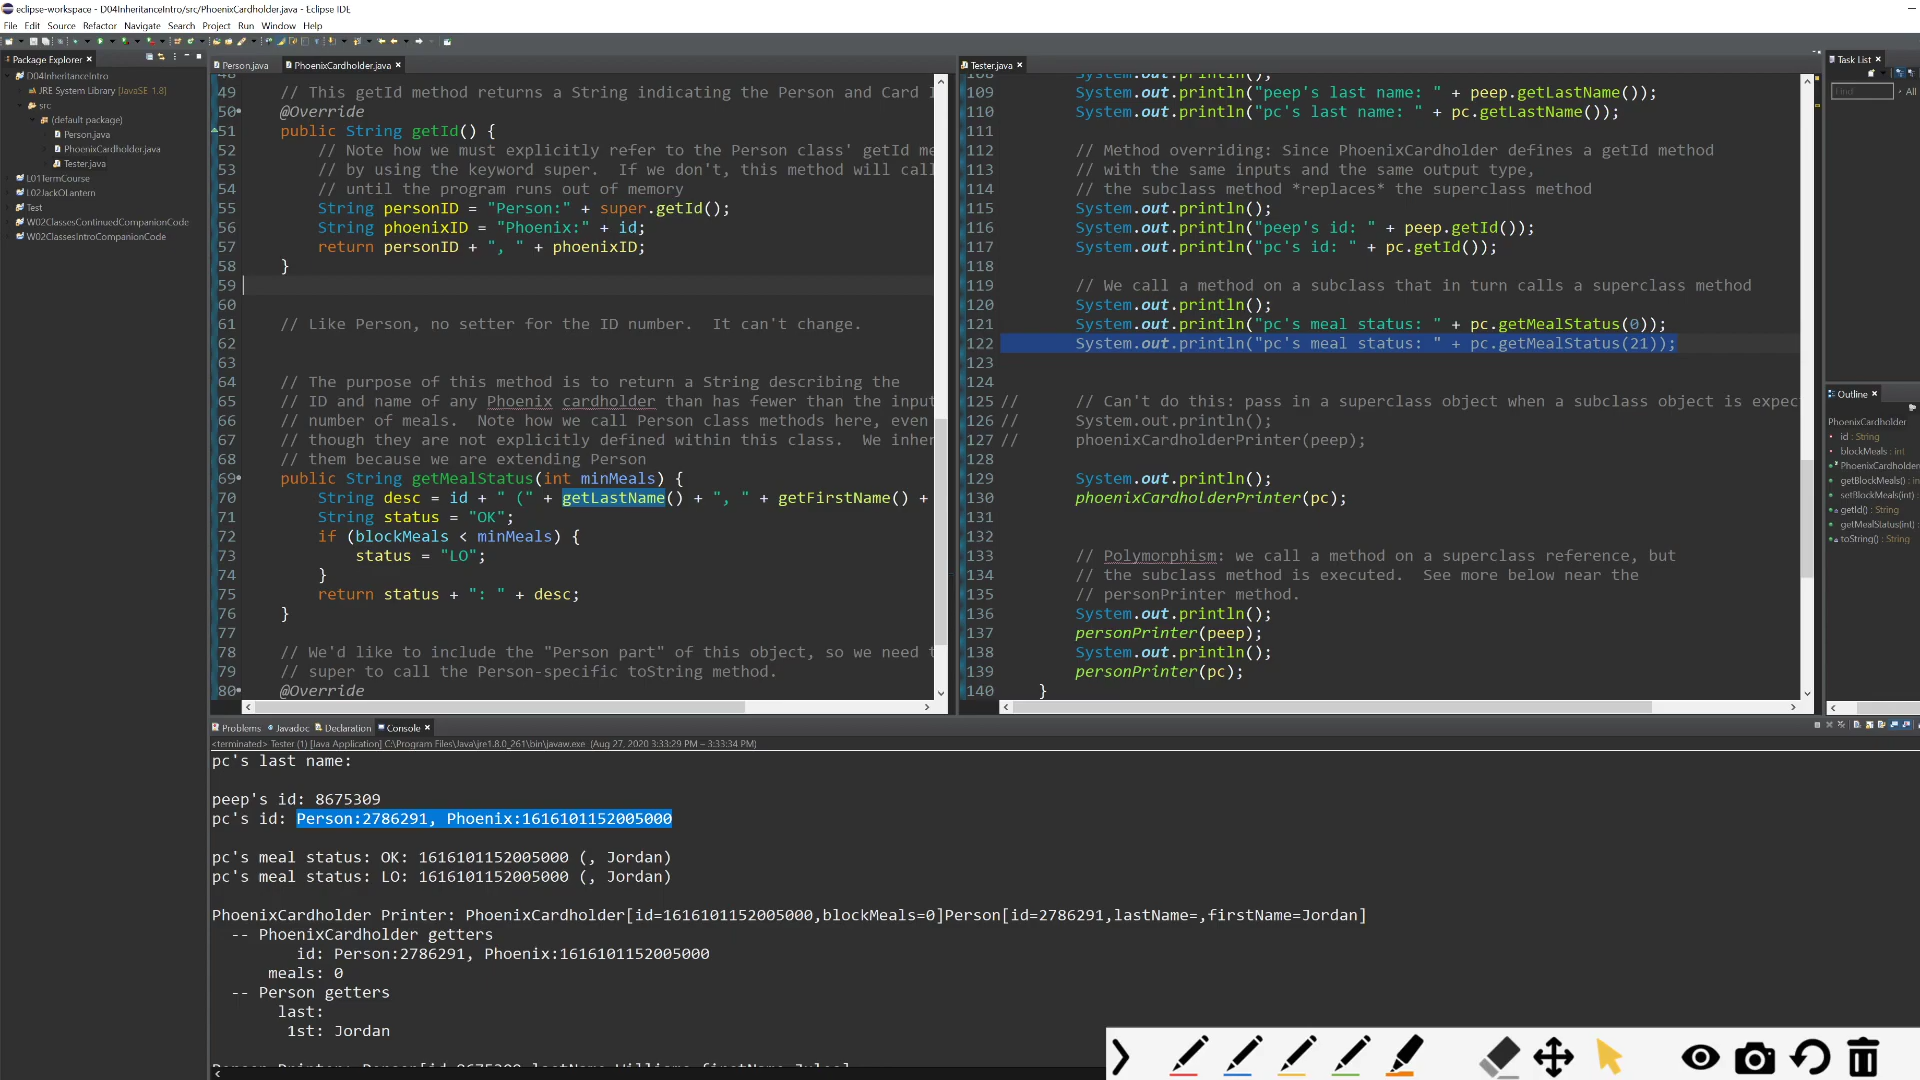 eclipse-workspace - D04InheritanceIntro/src/PhoenixCardholder.java - Eclipse IDE
File Edit Source Refactor Navigate Search Project Run Window Help
Package Explorer
D04InheritanceIntro
JRE System Library [JavaSE-1.8]
src
(default package)
Person.java
PhoenixCardholder.java
Tester.java
L01TermCourse
L02JackOLantern
Test
W02ClassesContinuedCompanionCode
W02ClassesIntroCompanionCode
Person.java PhoenixCardholder.java
48
49 // This getId method returns a String indicating the Person and Card
50 @Override
51 public String getId() {
52 // Note how we must explicitly refer to the Person class' getId me
53 // by using the keyword super.  If we don't, this method will call
54 // until the program runs out of memory
55 String personID = "Person:" + super.getId();
56 String phoenixID = "Phoenix:" + id;
57 return personID + ", " + phoenixID;
58 }
59
60
61 // Like Person, no setter for the ID number.  It can't change.
62
63
64 // The purpose of this method is to return a String describing the
65 // ID and name of any Phoenix cardholder than has fewer than the input
66 // number of meals.  Note how we call Person class methods here, even
67 // though they are not explicitly defined within this class.  We inher
68 // them because we are extending Person
69 public String getMealStatus(int minMeals) {
70 String desc = id + " (" + getLastName() + ", " + getFirstName() +
71 String status = "OK";
72 if (blockMeals < minMeals) {
73 status = "LO";
74 }
75 return status + ": " + desc;
76 }
77
78 // We'd like to include the "Person part" of this object, so we need t
79 // super to call the Person-specific toString method.
80 @Override
Tester.java
108 System.out.println();
109 System.out.println("peep's last name: " + peep.getLastName());
110 System.out.println("pc's last name: " + pc.getLastName());
111
112 // Method overriding: Since PhoenixCardholder defines a getId method
113 // with the same inputs and the same output type,
114 // the subclass method *replaces* the superclass method
115 System.out.println();
116 System.out.println("peep's id: " + peep.getId());
117 System.out.println("pc's id: " + pc.getId());
118
119 // We call a method on a subclass that in turn calls a superclass method
120 System.out.println();
121 System.out.println("pc's meal status: " + pc.getMealStatus(0));
122 System.out.println("pc's meal status: " + pc.getMealStatus(21));
123
124
125 // // Can't do this: pass in a superclass object when a subclass object is expec
126 // System.out.println();
127 // phoenixCardholderPrinter(peep);
128
129 System.out.println();
130 phoenixCardholderPrinter(pc);
131
132
133 // Polymorphism: we call a method on a superclass reference, but
134 // the subclass method is executed.  See more below near the
135 // personPrinter method.
136 System.out.println();
137 personPrinter(peep);
138 System.out.println();
139 personPrinter(pc);
140 }
Task List
Find All
Outline
PhoenixCardholder
id : String
blockMeals : int
PhoenixCardholder
getBlockMeals() : in
setBlockMeals(int) :
getId() : String
getMealStatus(int)
toString() : String
Problems Javadoc Declaration Console
<terminated> Tester (1) [Java Application] C:\Program Files\Java\jre1.8.0_261\bin\javaw.exe (Aug 27, 2020 3:33:29 PM – 3:33:34 PM)
pc's last name:
peep's id: 8675309
pc's id: Person:2786291, Phoenix:1616101152005000
pc's meal status: OK: 1616101152005000 (, Jordan)
pc's meal status: LO: 1616101152005000 (, Jordan)
PhoenixCardholder Printer: PhoenixCardholder[id=1616101152005000,blockMeals=0]Person[id=2786291,lastName=,firstName=Jordan]
-- PhoenixCardholder getters
id: Person:2786291, Phoenix:1616101152005000
meals: 0
-- Person getters
last:
1st: Jordan